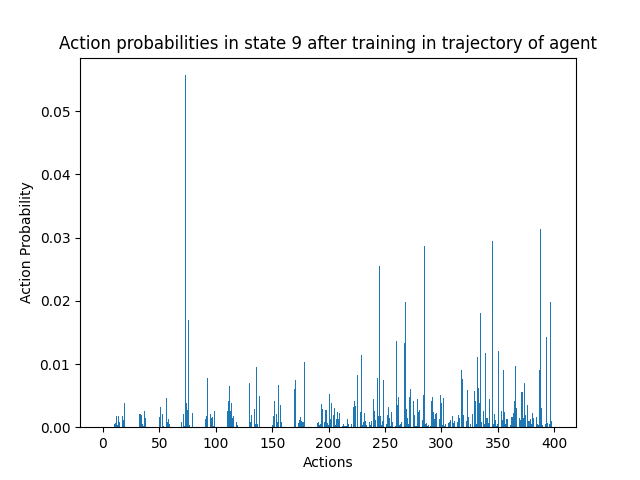 Action probabilities in state 9 after training in trajectory of agent
0.05
0.04
0.03
0.02
0.01
0.00
Action Probability
0 50 100 150 200 250 300 350 400
Actions